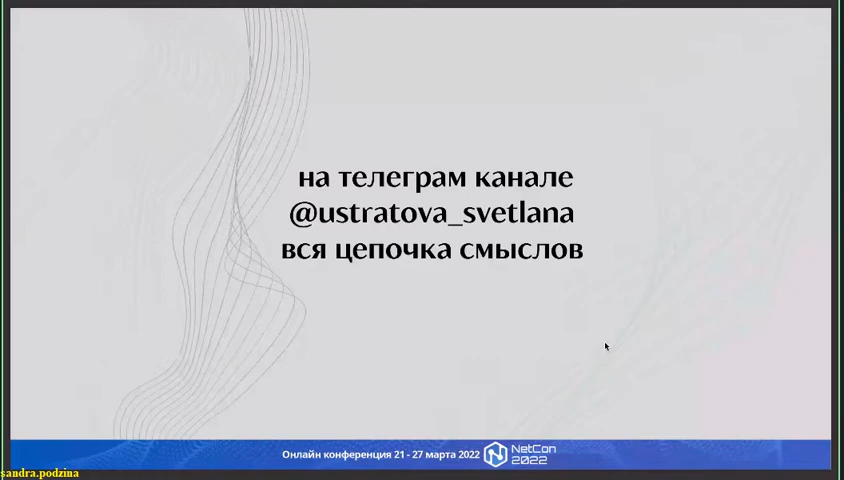 на телеграм канале
@ustratova_svetlana
вся цепочка смыслов
Онлайн конференция 21 - 27 марта 2022
NetCon
2022
sandra.podzina